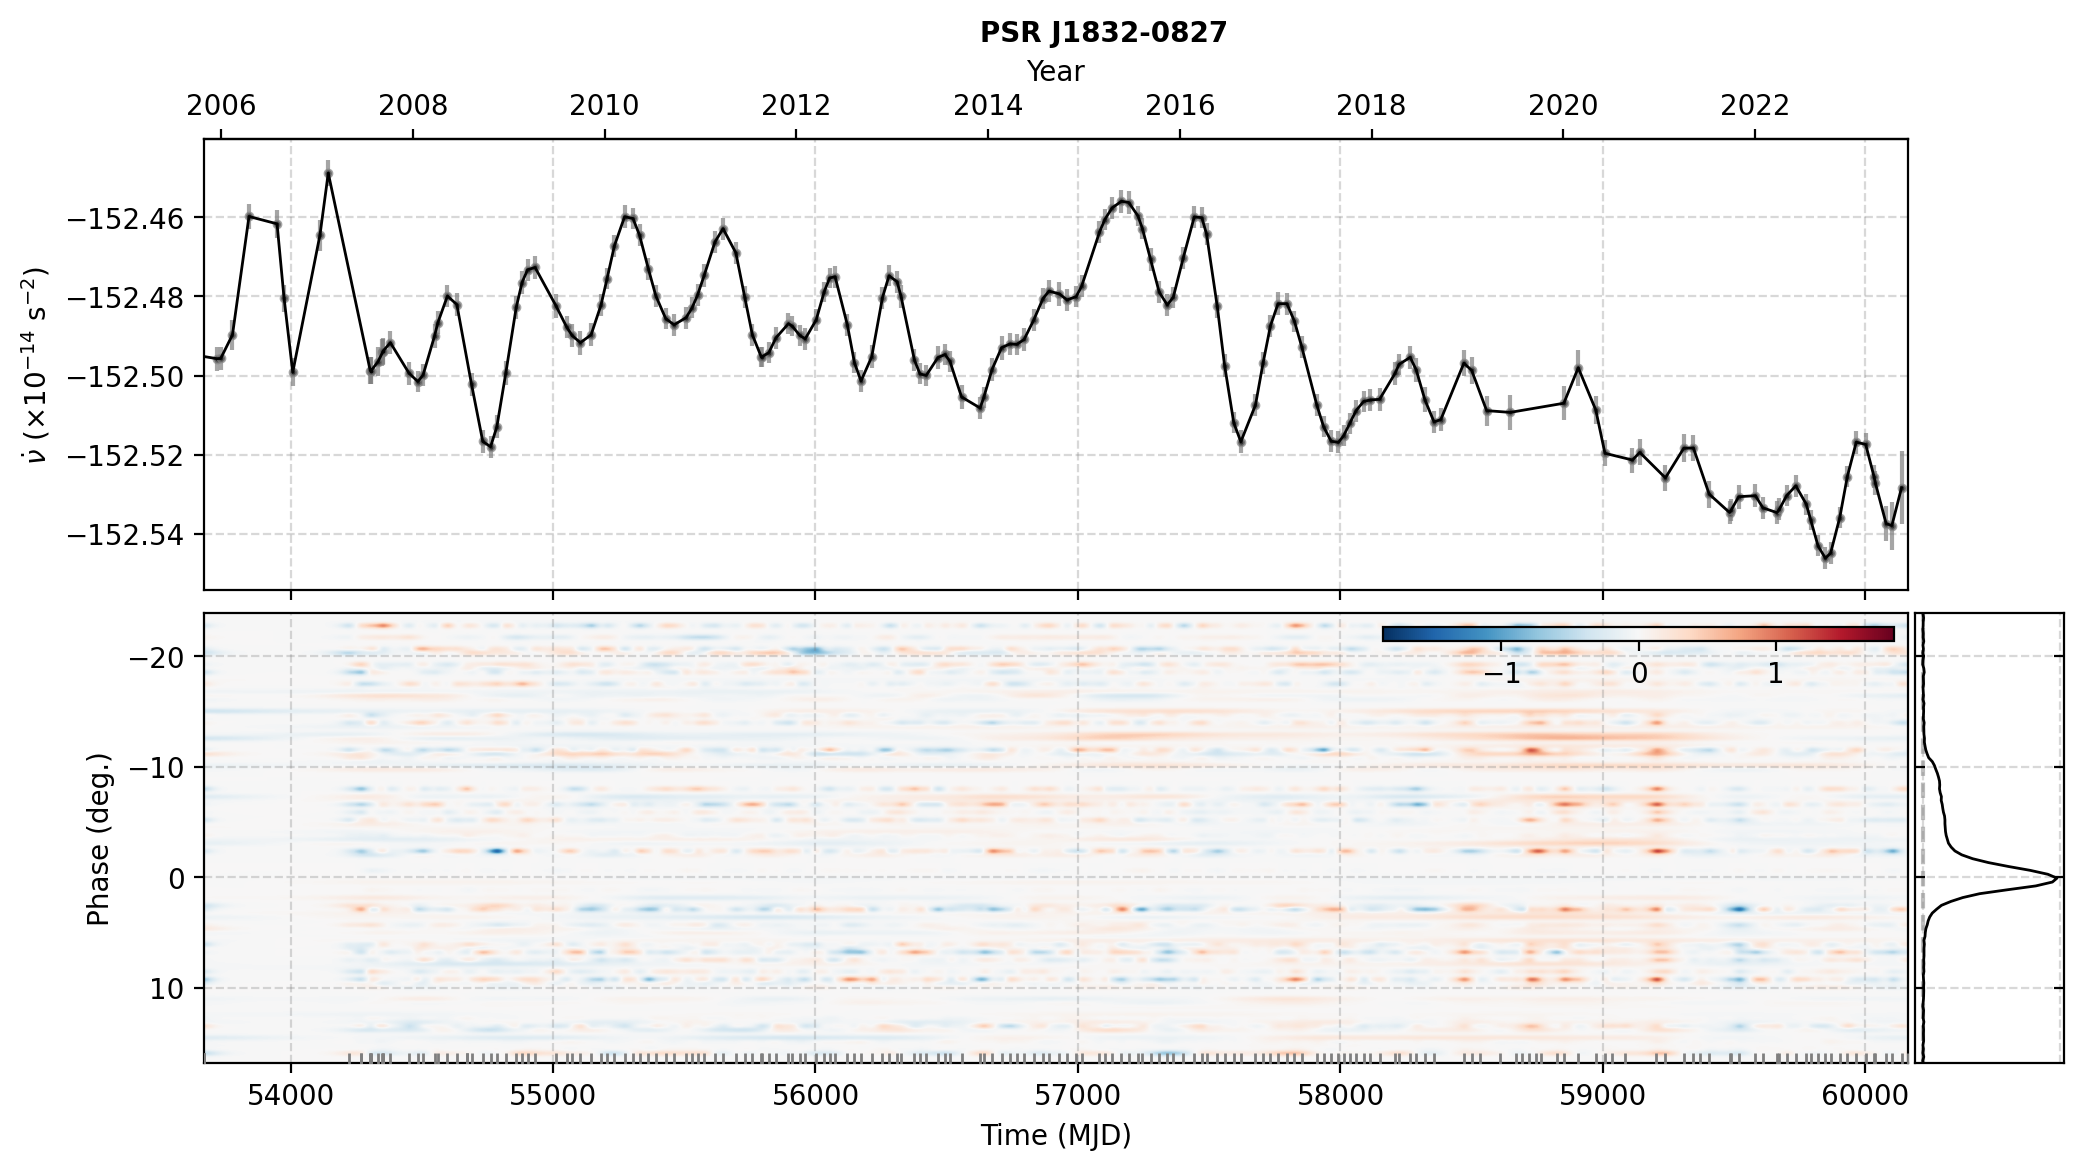 PSR J1832-0827
Year
2006 2008 2010 2012 2014 2016 2018 2020 2022
−152.46
−152.48
−152.50
−152.52
−152.54
ν̇ (×10⁻¹⁴ s⁻²)
−20
−10
0
10
Phase (deg.)
−1 0 1
54000 55000 56000 57000 58000 59000 60000
Time (MJD)